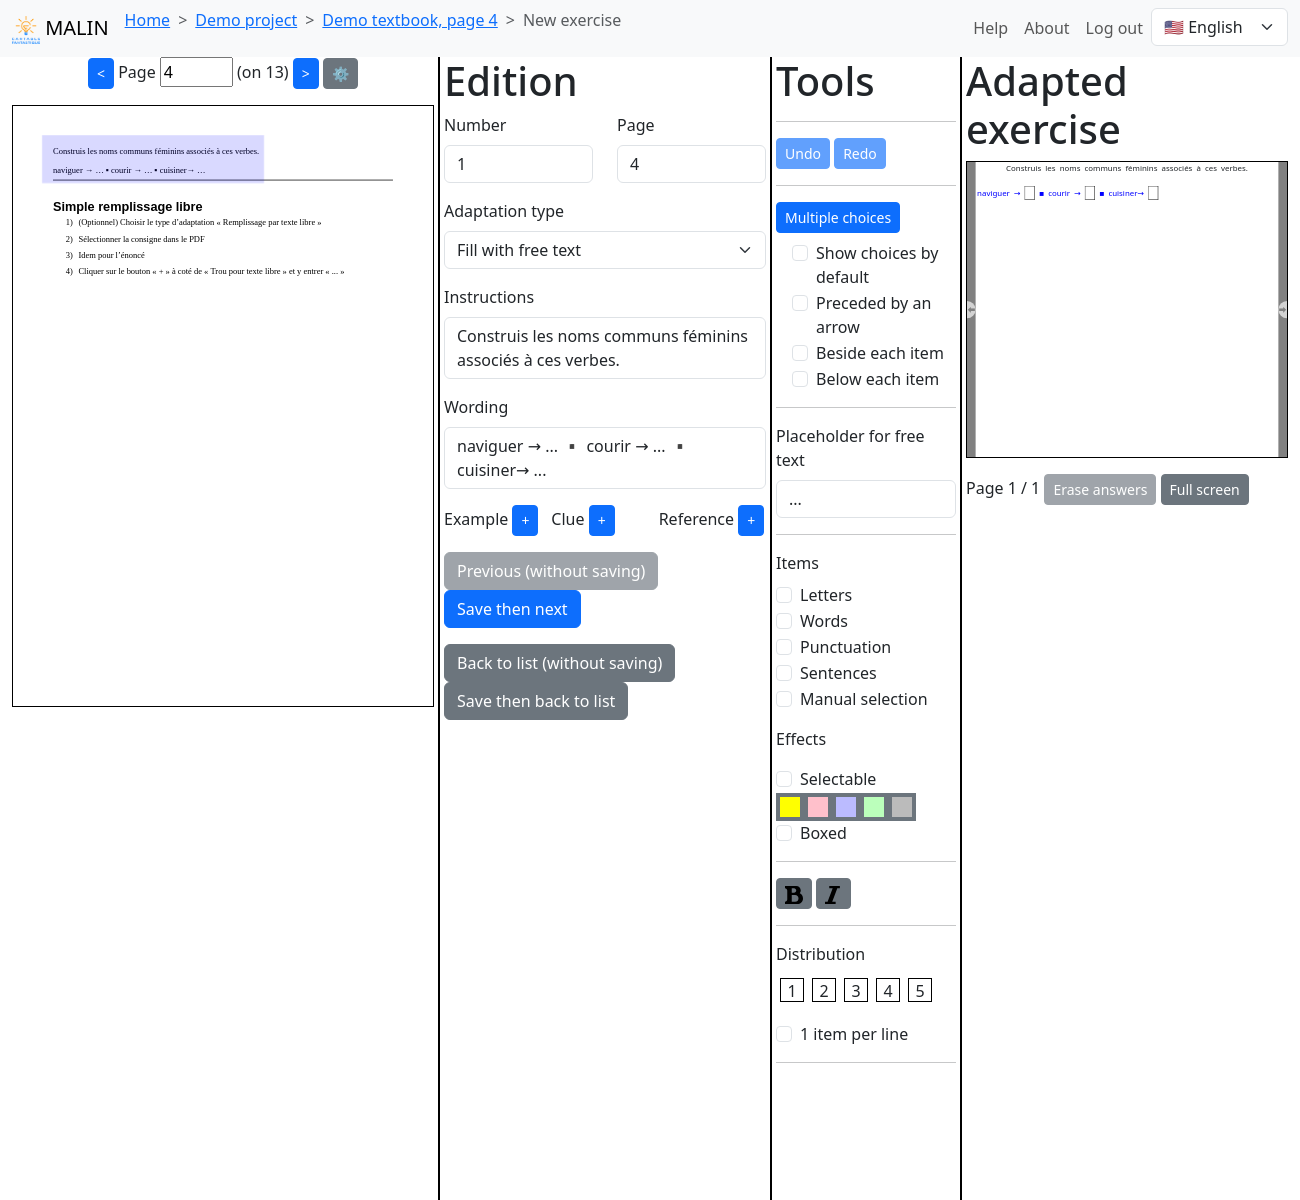 MALIN
Home > Demo project > Demo textbook, page 4 > New exercise
Help About Log out 🇺🇸 English
< Page 4 (on 13) > ⚙️
Construis les noms communs féminins associés à ces verbes.
naviguer → … ▪ courir → … ▪ cuisiner→ …
Simple remplissage libre
1) (Optionnel) Choisir le type d’adaptation « Remplissage par texte libre »
2) Sélectionner la consigne dans le PDF
3) Idem pour l’énoncé
4) Cliquer sur le bouton « + » à coté de « Trou pour texte libre » et y entrer « ... »
Edition
Number Page
1 4
Adaptation type
Fill with free text
Instructions
Construis les noms communs féminins
associés à ces verbes.
Wording
naviguer → … ▪ courir → … ▪
cuisiner→ …
Example + Clue + Reference +
Previous (without saving)
Save then next
Back to list (without saving)
Save then back to list
Tools
Undo Redo
Multiple choices
Show choices by
default
Preceded by an
arrow
Beside each item
Below each item
Placeholder for free
text
…
Items
Letters
Words
Punctuation
Sentences
Manual selection
Effects
Selectable
Boxed
B I
Distribution
1 2 3 4 5
1 item per line
Adapted
exercise
Construis les noms communs féminins associés à ces verbes.
naviguer → ▪ courir → ▪ cuisiner→
Page 1 / 1 Erase answers Full screen